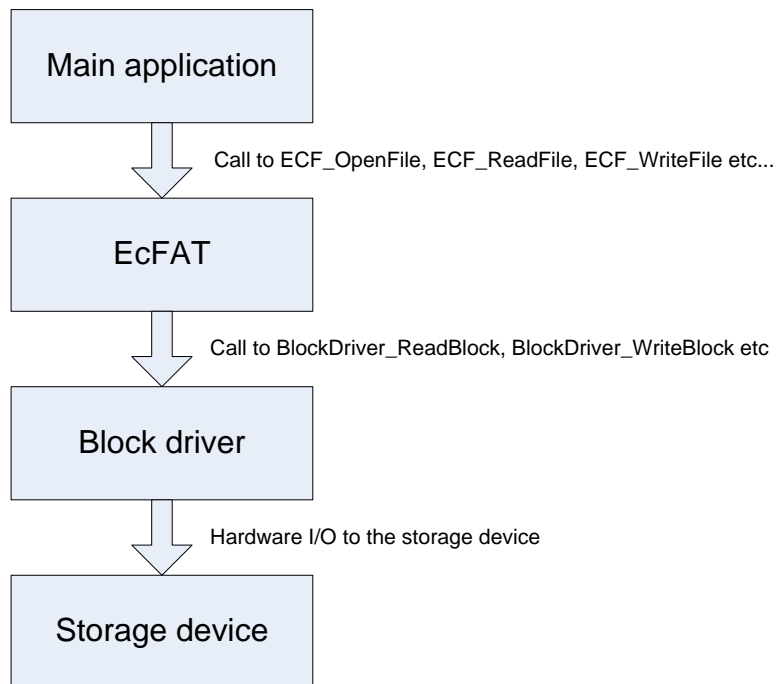 Main application
Call to ECF_OpenFile, ECF_ReadFile, ECF_WriteFile etc...
EcFAT
Call to BlockDriver_ReadBlock, BlockDriver_WriteBlock etc
Block driver
Hardware I/O to the storage device
Storage device